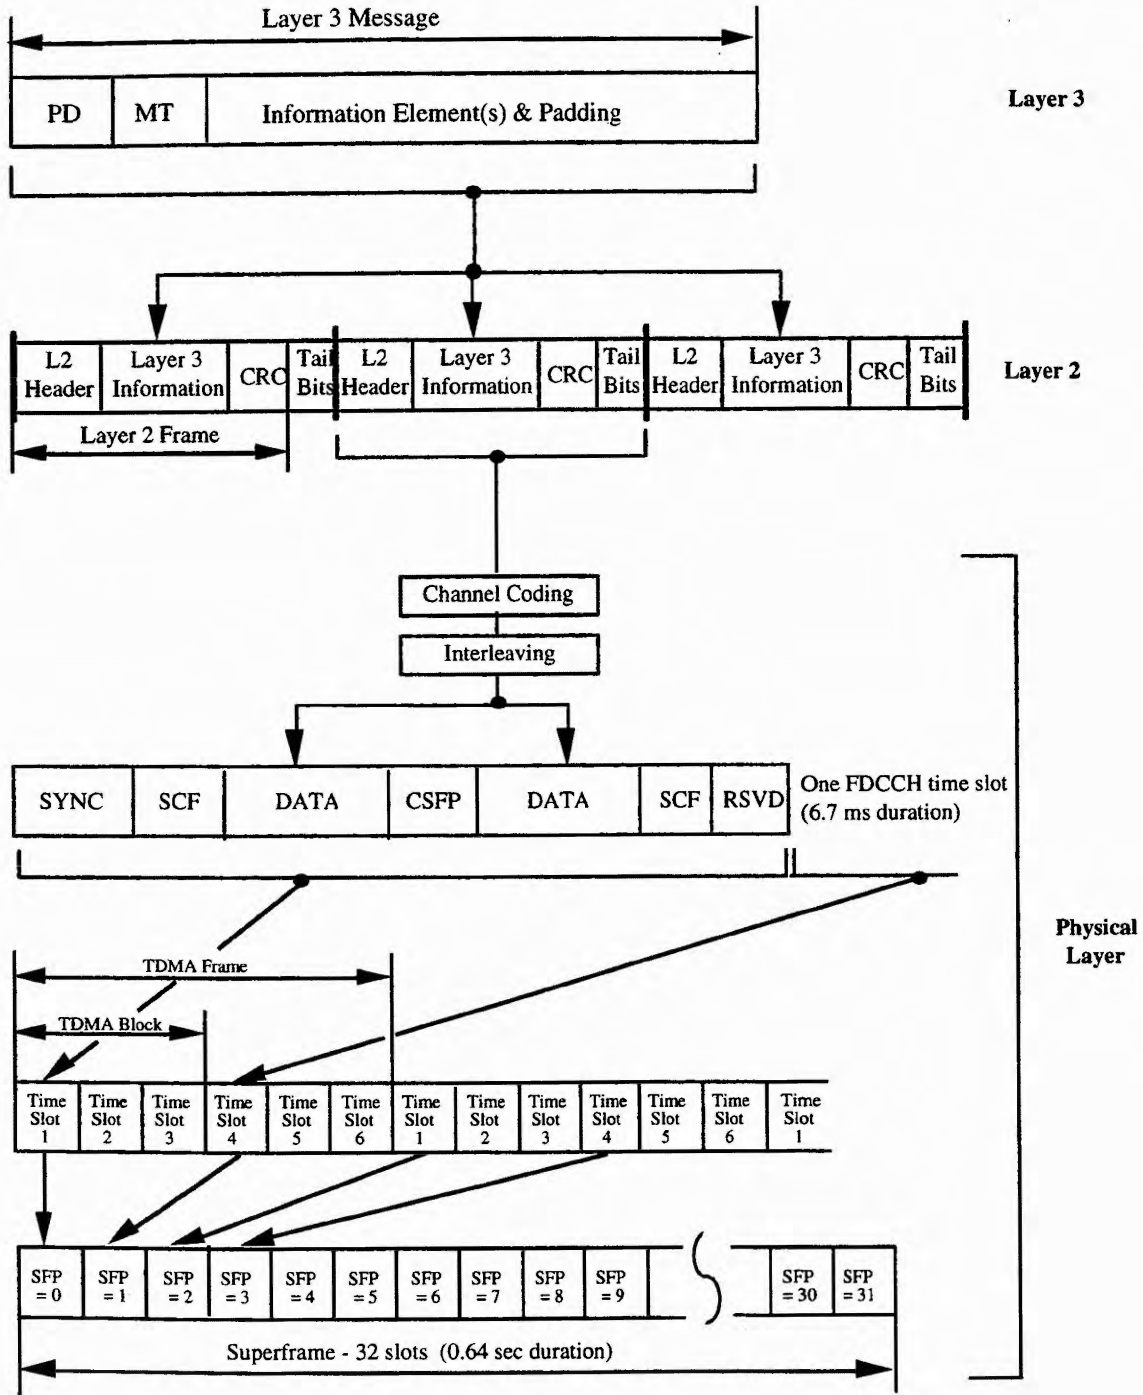 Layer 3 Message
Layer 3
PD MT Information Element(s) & Padding
L2 Header Layer 3 Information CRC Tail Bits L2 Header Layer 3 Information CRC Tail Bits L2 Header Layer 3 Information CRC Tail Bits
Layer 2
Layer 2 Frame
Channel Coding
Interleaving
SYNC SCF DATA CSFP DATA SCF RSVD
One FDCCH time slot
(6.7 ms duration)
Physical
Layer
TDMA Frame
TDMA Block
Time Slot 1 Time Slot 2 Time Slot 3 Time Slot 4 Time Slot 5 Time Slot 6 Time Slot 1 Time Slot 2 Time Slot 3 Time Slot 4 Time Slot 5 Time Slot 6 Time Slot 1
SFP = 0 SFP = 1 SFP = 2 SFP = 3 SFP = 4 SFP = 5 SFP = 6 SFP = 7 SFP = 8 SFP = 9 SFP = 30 SFP = 31
Superframe - 32 slots (0.64 sec duration)